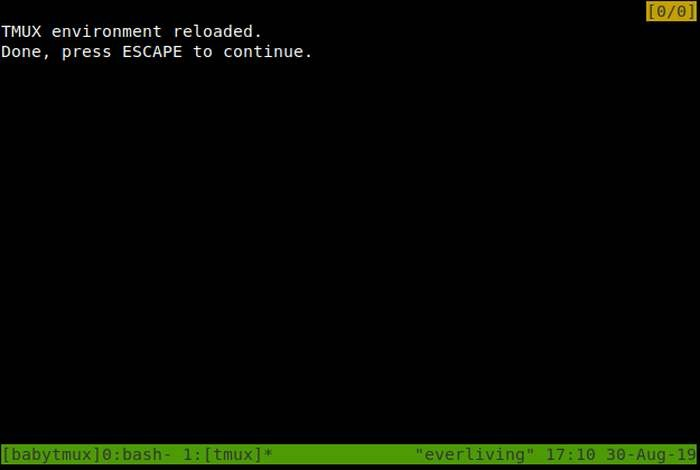 [0/0]
TMUX environment reloaded.
Done, press ESCAPE to continue.
[babytmux]0:bash- 1:[tmux]* "everliving" 17:10 30-Aug-19